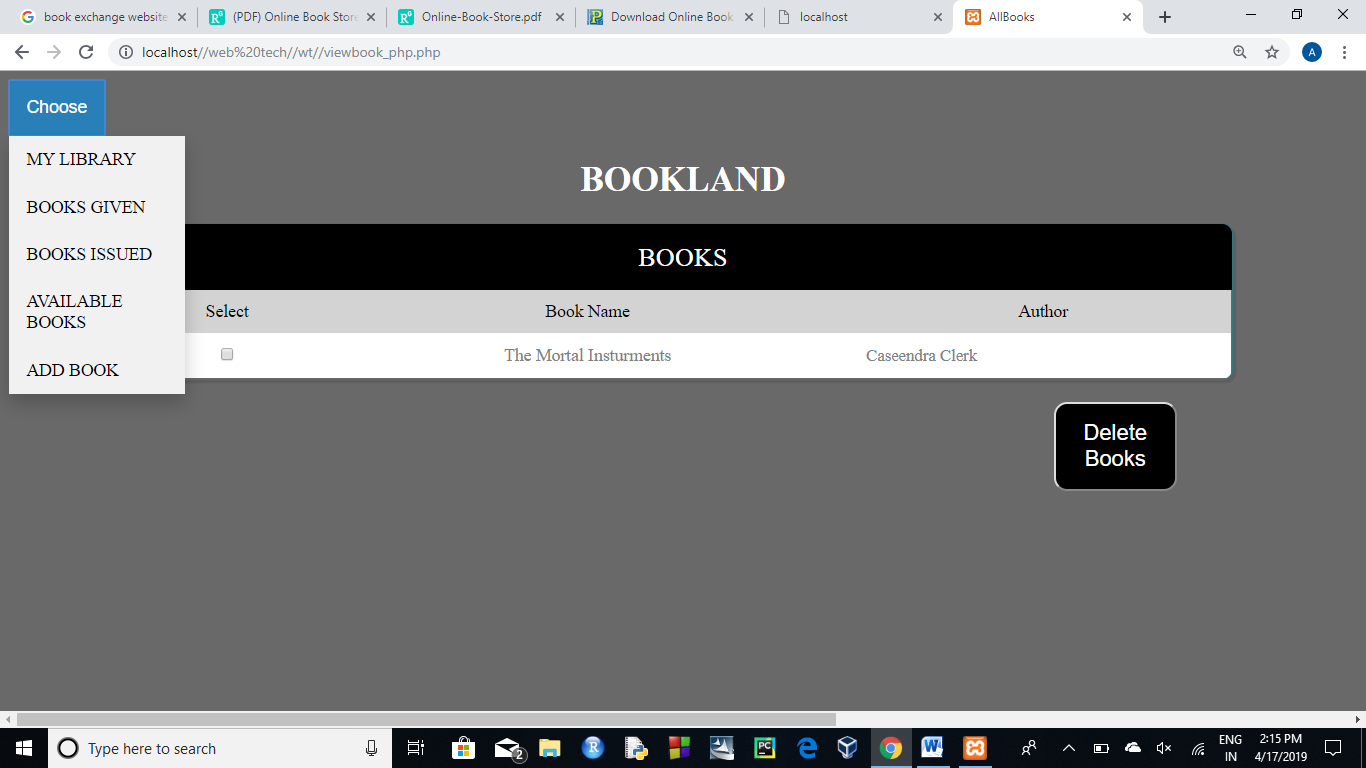 book exchange website
(PDF) Online Book Store
Online-Book-Store.pdf
Download Online Book
localhost
AllBooks
localhost//web%20tech//wt//viewbook_php.php
A
Choose
MY LIBRARY
BOOKS GIVEN
BOOKS ISSUED
AVAILABLE
BOOKS
ADD BOOK
BOOKLAND
BOOKS
Select Book Name Author
The Mortal Insturments Caseendra Clerk
Delete
Books
Type here to search
2
ENG
IN
2:15 PM
4/17/2019